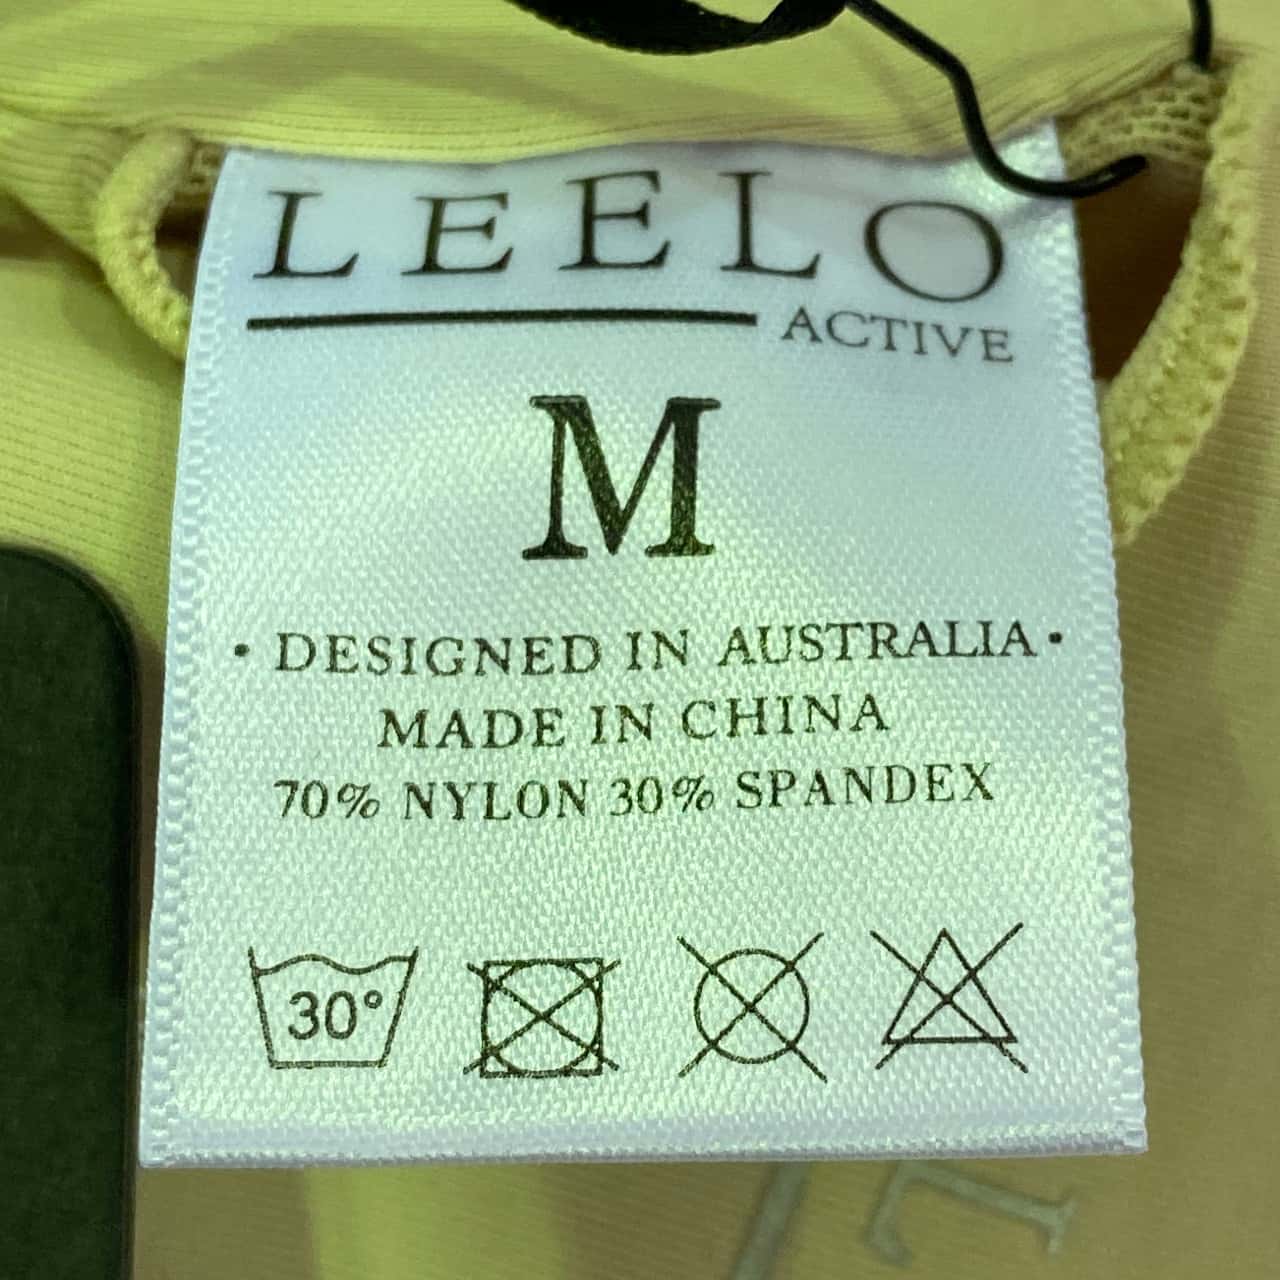 LEELO
ACTIVE
M
• DESIGNED IN AUSTRALIA •
MADE IN CHINA
70% NYLON 30% SPANDEX
30°